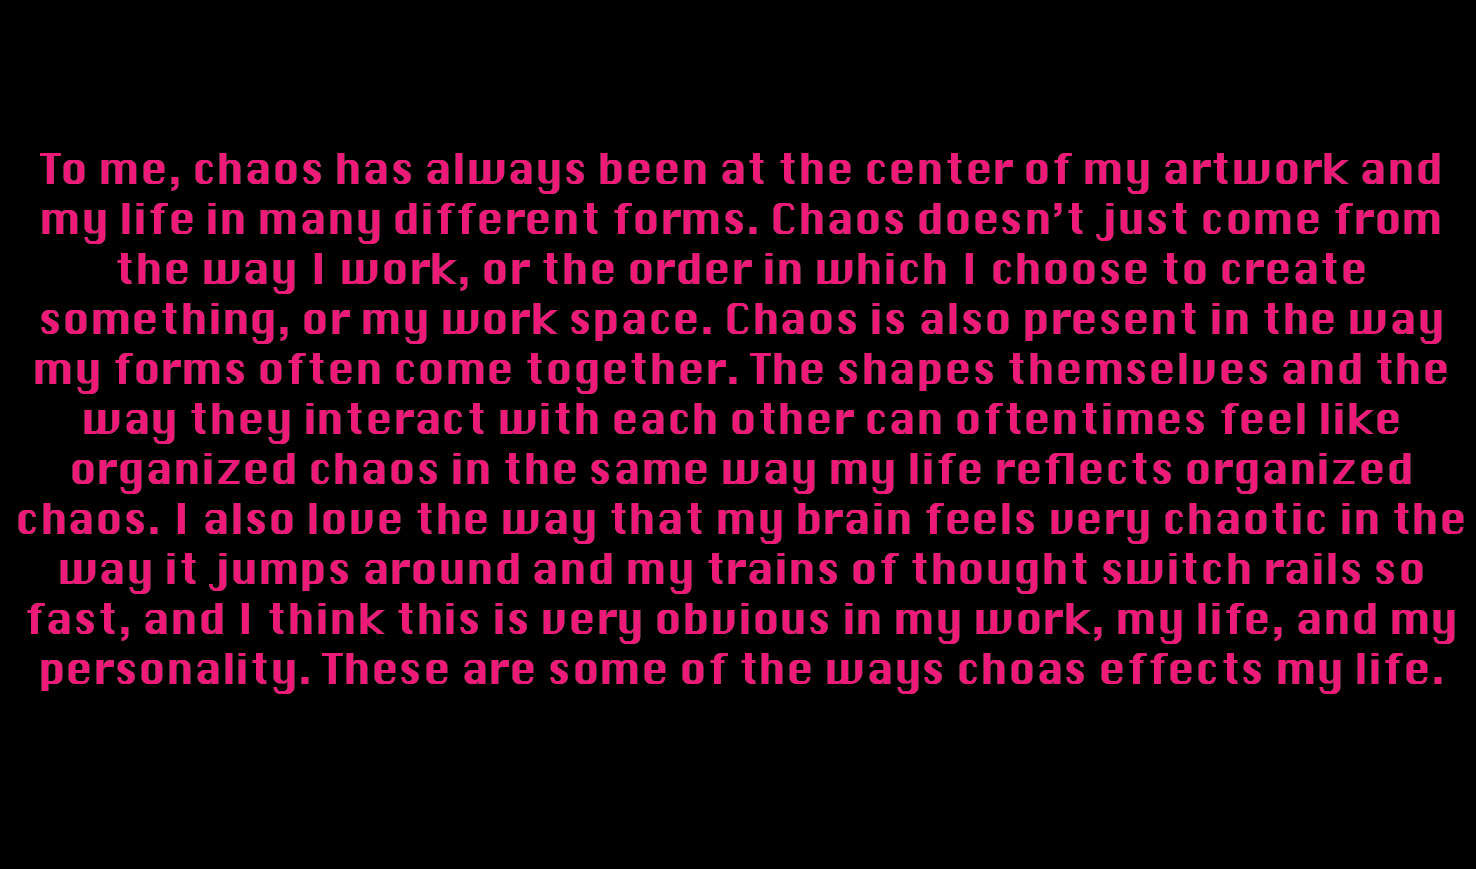 To me, chaos has always been at the center of my artwork and
my life in many different forms. Chaos doesn’t just come from
the way I work, or the order in which I choose to create
something, or my work space. Chaos is also present in the way
my forms often come together. The shapes themselves and the
way they interact with each other can oftentimes feel like
organized chaos in the same way my life reflects organized
chaos. I also love the way that my brain feels very chaotic in the
way it jumps around and my trains of thought switch rails so
fast, and I think this is very obvious in my work, my life, and my
personality. These are some of the ways choas effects my life.